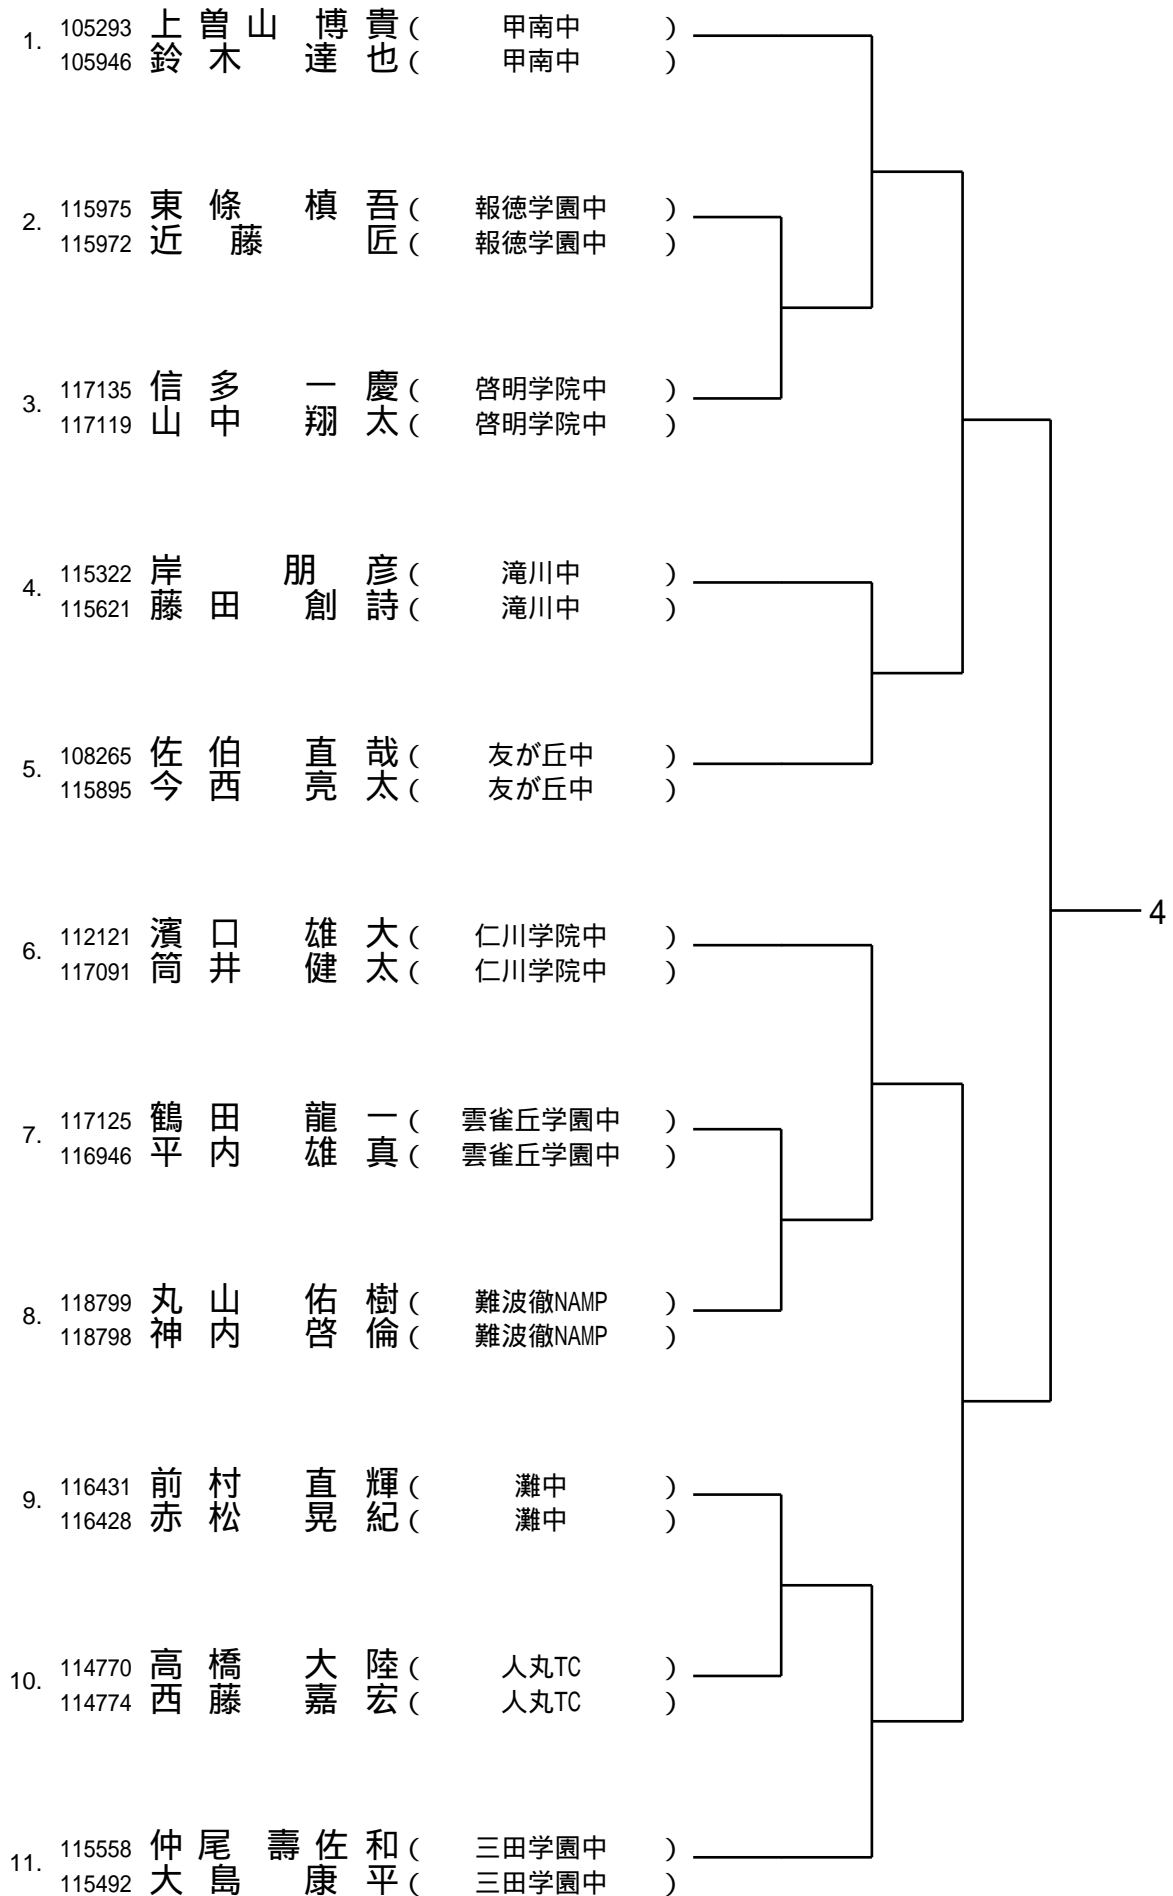 1. 105293 上曽山 博貴 ( 甲南中 )
105946 鈴木 達也 ( 甲南中 )
2. 115975 東條 槙吾 ( 報徳学園中 )
115972 近藤 匠 ( 報徳学園中 )
3. 117135 信多 一慶 ( 啓明学院中 )
117119 山中 翔太 ( 啓明学院中 )
4. 115322 岸 朋彦 ( 滝川中 )
115621 藤田 創詩 ( 滝川中 )
5. 108265 佐伯 直哉 ( 友が丘中 )
115895 今西 亮太 ( 友が丘中 )
4
6. 112121 濱口 雄大 ( 仁川学院中 )
117091 筒井 健太 ( 仁川学院中 )
7. 117125 鶴田 龍一 ( 雲雀丘学園中 )
116946 平内 雄真 ( 雲雀丘学園中 )
8. 118799 丸山 佑樹 ( 難波徹NAMP )
118798 神内 啓倫 ( 難波徹NAMP )
9. 116431 前村 直輝 ( 灘中 )
116428 赤松 晃紀 ( 灘中 )
10. 114770 高橋 大陸 ( 人丸TC )
114774 西藤 嘉宏 ( 人丸TC )
11. 115558 仲尾 壽佐和 ( 三田学園中 )
115492 大島 康平 ( 三田学園中 )